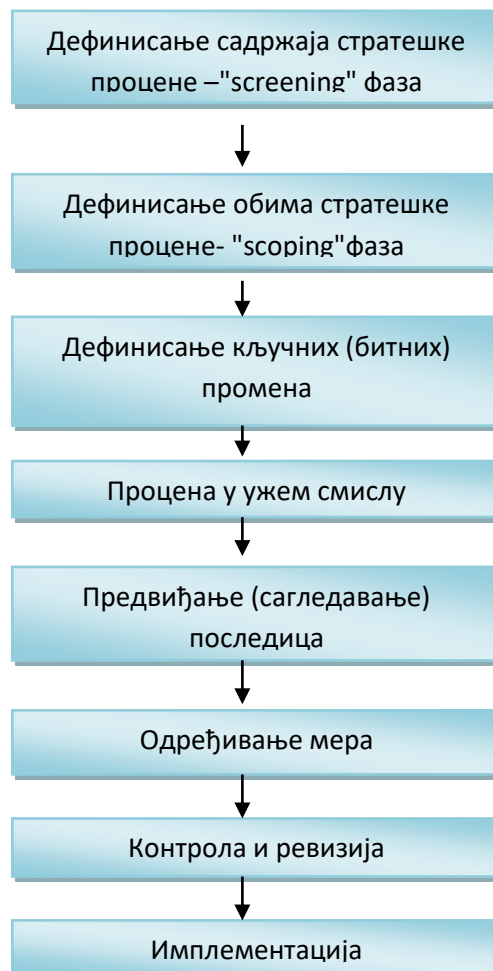 Дефинисање садржаја стратешке
процене –"screening" фаза
Дефинисање обима стратешке
процене- "scoping"фаза
Дефинисање кључних (битних)
промена
Процена у ужем смислу
Предвиђање (сагледавање)
последица
Одређивање мера
Контрола и ревизија
Имплементација